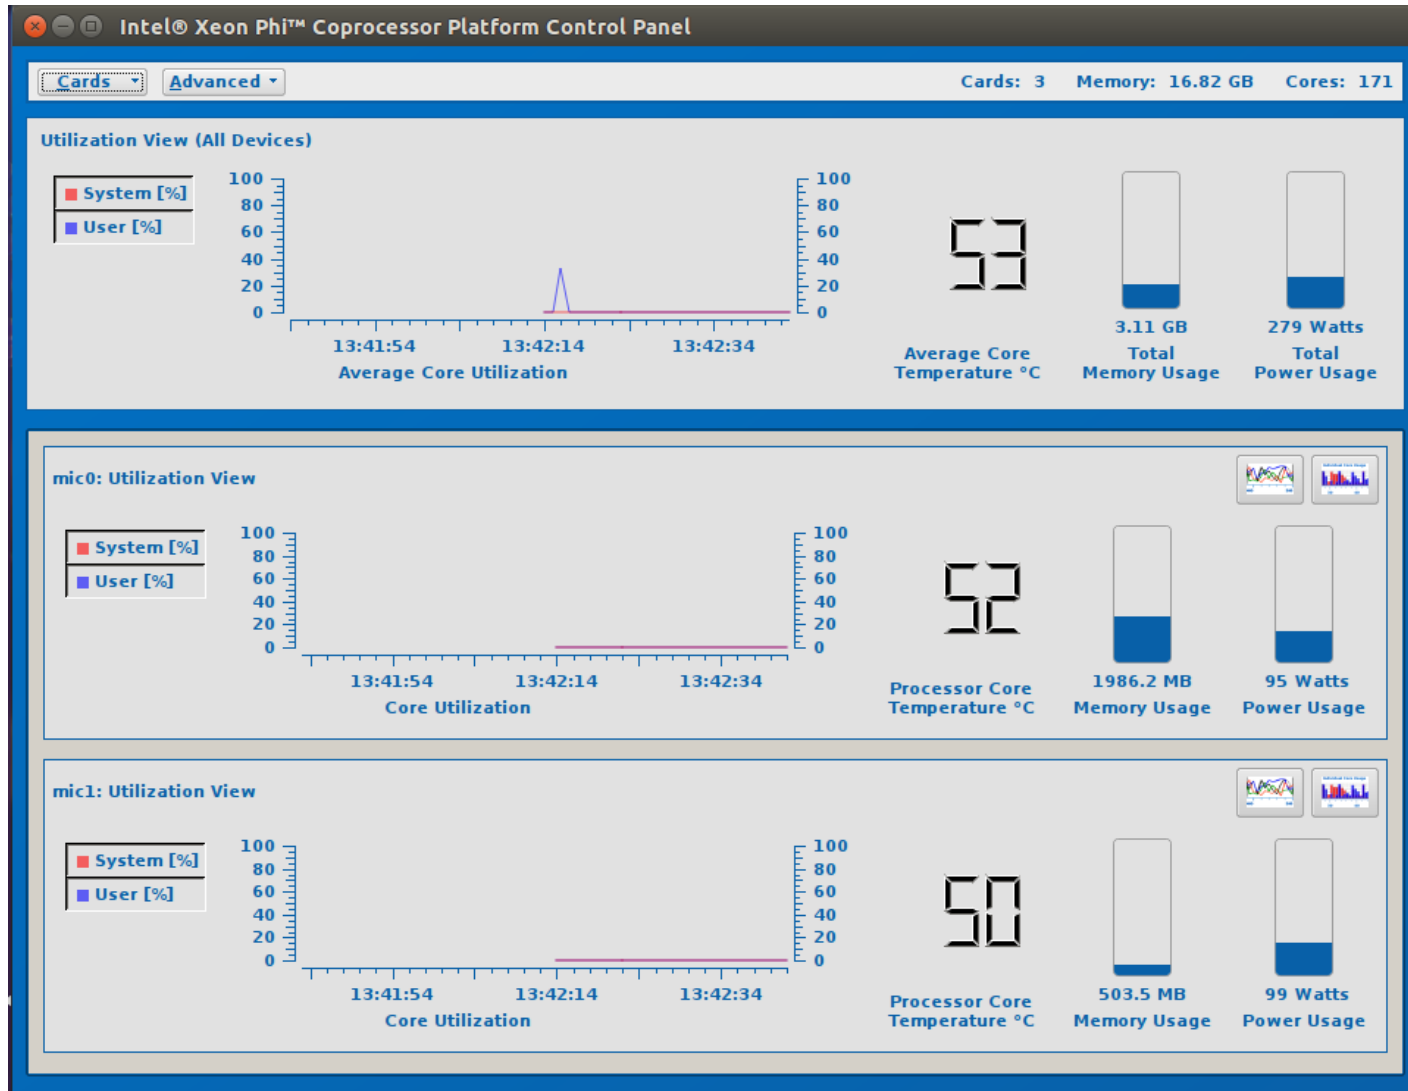 Intel® Xeon Phi™ Coprocessor Platform Control Panel
Cards Advanced Cards: 3 Memory: 16.82 GB Cores: 171
Utilization View (All Devices)
System [%]
User [%]
100
80
60
40
20
0
100
80
60
40
20
0
13:41:54 13:42:14 13:42:34
Average Core Utilization
53
Average Core
Temperature °C
3.11 GB
Total
Memory Usage
279 Watts
Total
Power Usage
mic0: Utilization View
System [%]
User [%]
100
80
60
40
20
0
100
80
60
40
20
0
13:41:54 13:42:14 13:42:34
Core Utilization
52
Processor Core
Temperature °C
1986.2 MB
Memory Usage
95 Watts
Power Usage
mic1: Utilization View
System [%]
User [%]
100
80
60
40
20
0
100
80
60
40
20
0
13:41:54 13:42:14 13:42:34
Core Utilization
50
Processor Core
Temperature °C
503.5 MB
Memory Usage
99 Watts
Power Usage